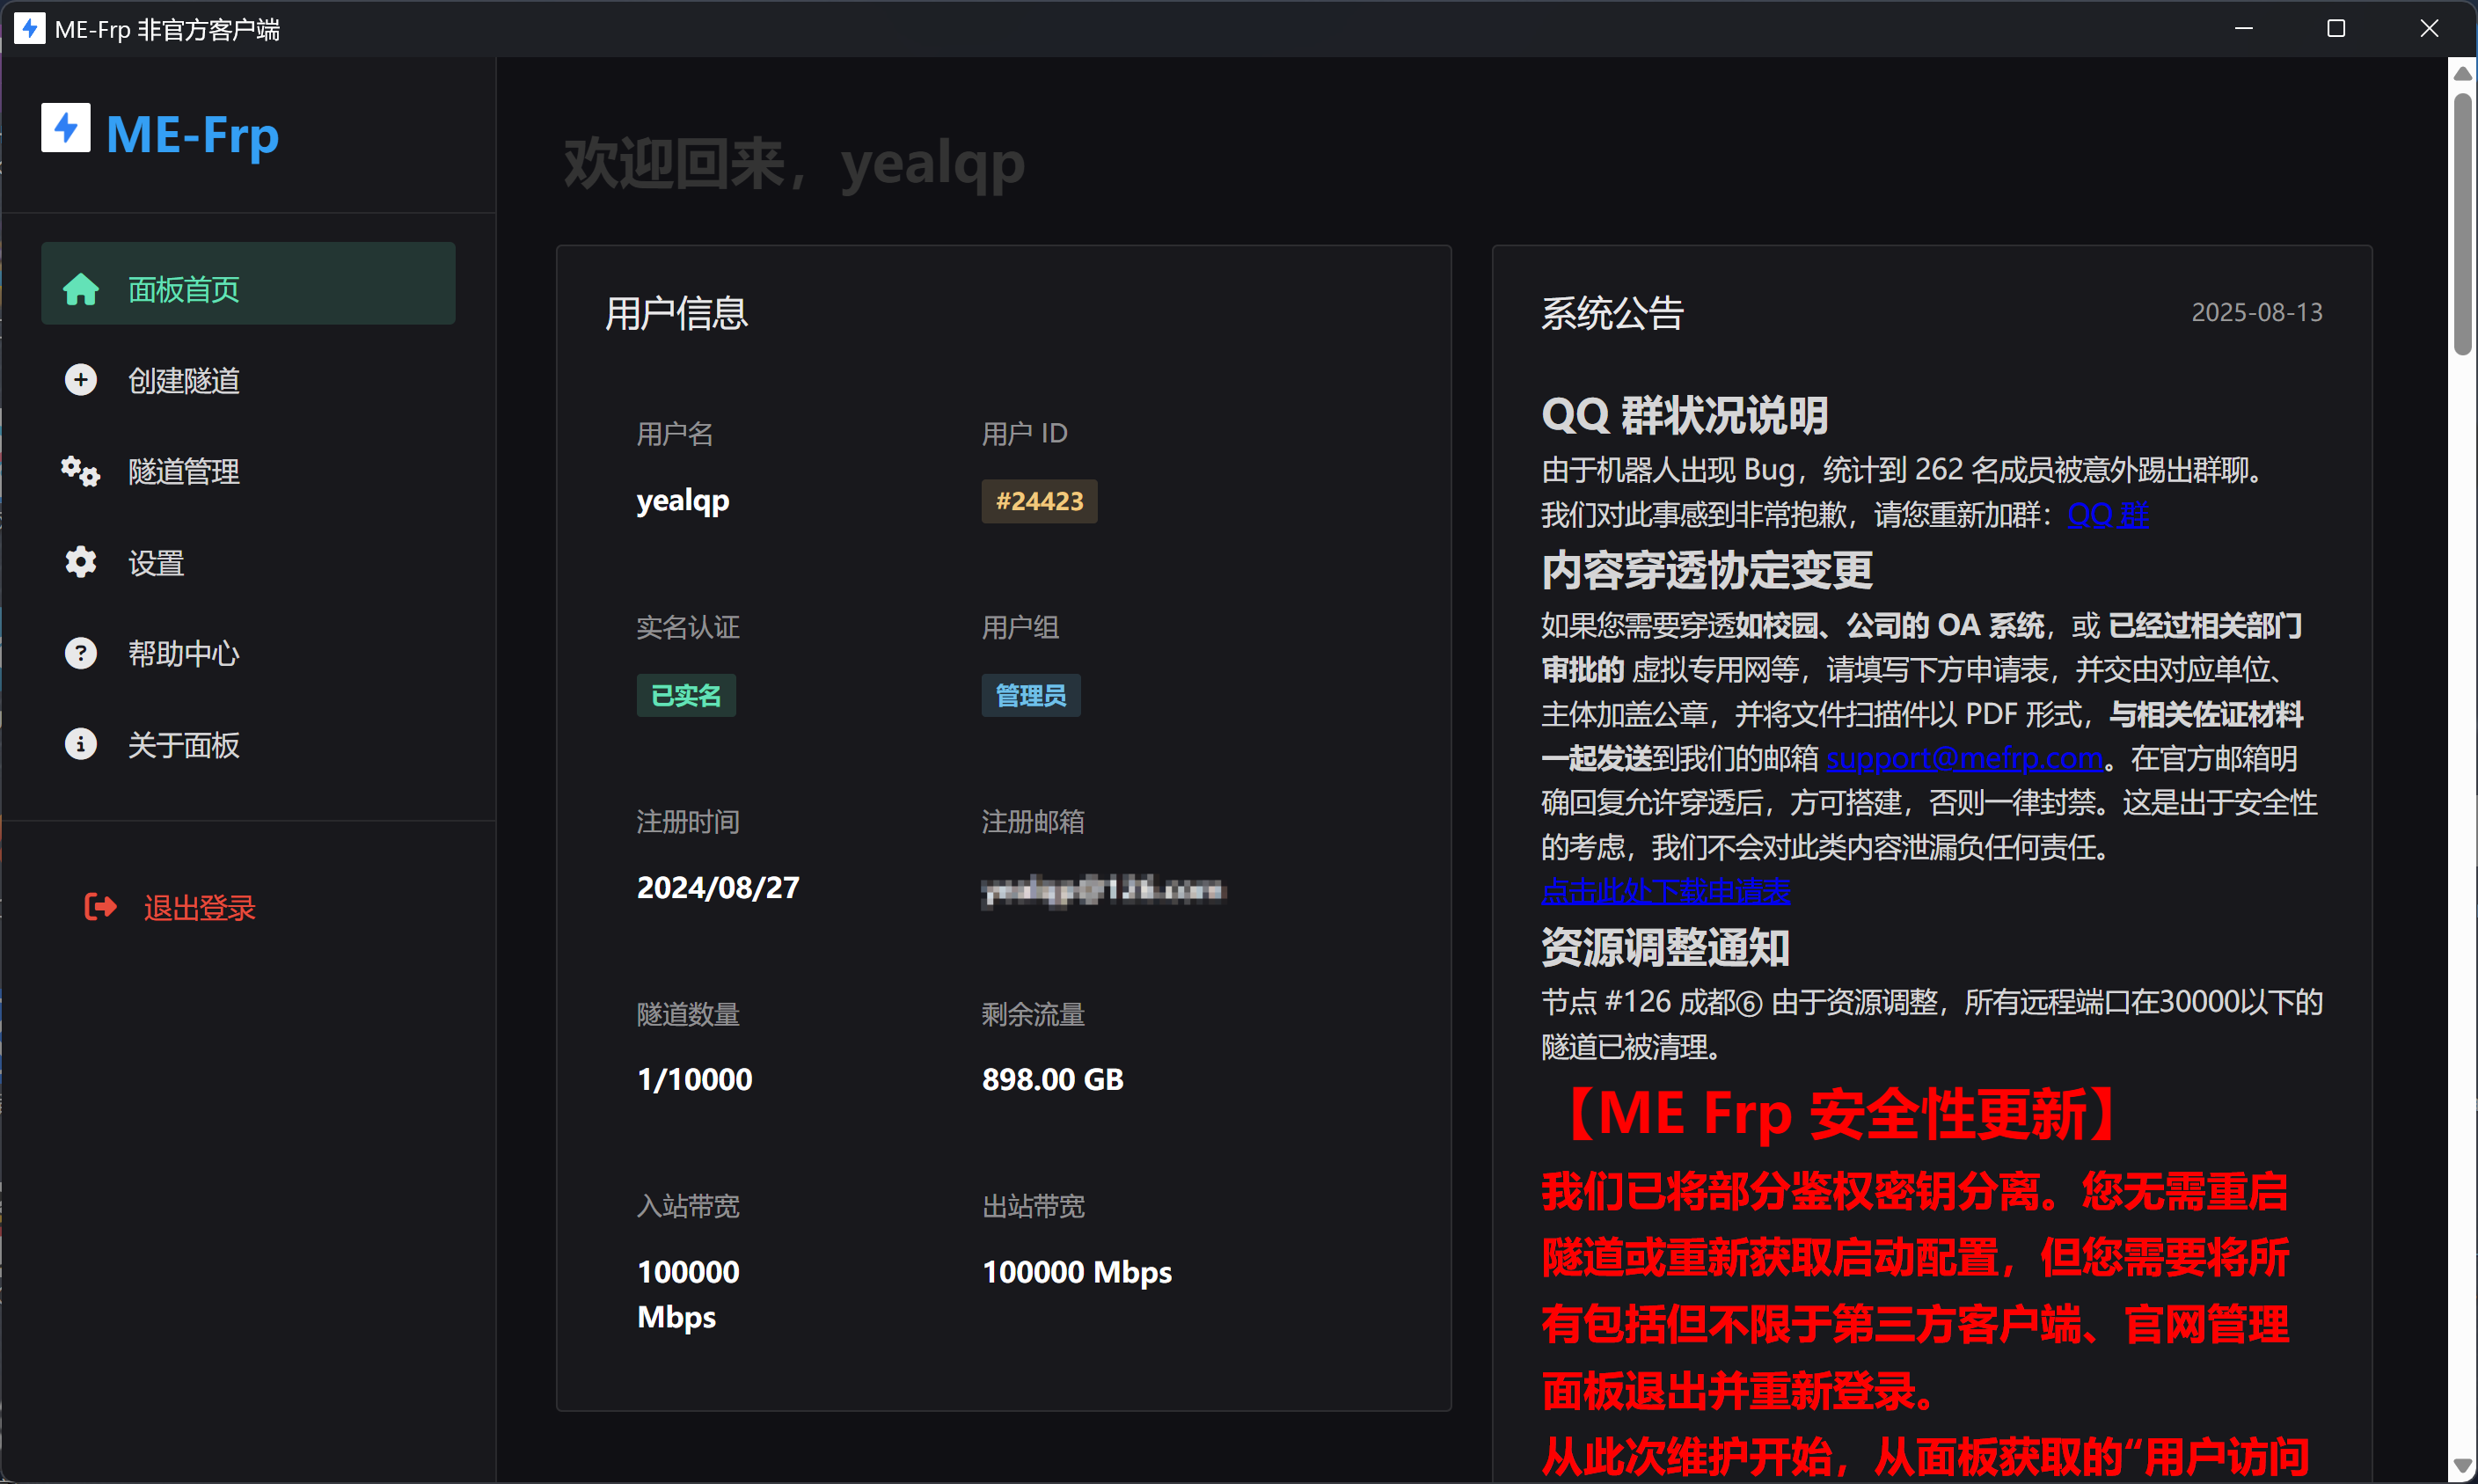 ME-Frp 非官方客户端
ME-Frp
面板首页
创建隧道
隧道管理
设置
帮助中心
关于面板
退出登录
欢迎回来，yealqp
用户信息
用户名
用户 ID
yealqp
#24423
实名认证
用户组
已实名
管理员
注册时间
注册邮箱
2024/08/27
隧道数量
剩余流量
1/10000
898.00 GB
入站带宽
出站带宽
100000
Mbps
100000 Mbps
系统公告
2025-08-13
QQ 群状况说明
由于机器人出现 Bug，统计到 262 名成员被意外踢出群聊。
我们对此事感到非常抱歉，请您重新加群：QQ 群
内容穿透协定变更
如果您需要穿透如校园、公司的 OA 系统，或 已经过相关部门
审批的 虚拟专用网等，请填写下方申请表，并交由对应单位、
主体加盖公章，并将文件扫描件以 PDF 形式，与相关佐证材料
一起发送到我们的邮箱 support@mefrp.com。在官方邮箱明
确回复允许穿透后，方可搭建，否则一律封禁。这是出于安全性
的考虑，我们不会对此类内容泄漏负任何责任。
点击此处下载申请表
资源调整通知
节点 #126 成都⑥ 由于资源调整，所有远程端口在30000以下的
隧道已被清理。
【ME Frp 安全性更新】
我们已将部分鉴权密钥分离。您无需重启
隧道或重新获取启动配置，但您需要将所
有包括但不限于第三方客户端、官网管理
面板退出并重新登录。
从此次维护开始，从面板获取的“用户访问